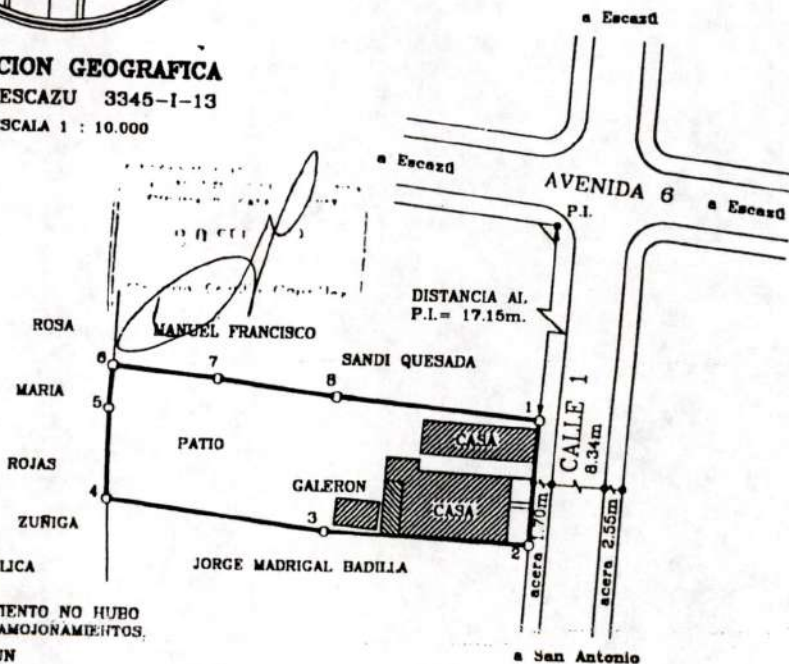 a Escazú
CION GEOGRAFICA
ESCAZU 3345-I-13
SCALA 1 : 10.000
a Escazú
AVENIDA 6
a Escazú
P.I.
DISTANCIA AL
P.I.= 17.15m.
ROSA
MANUEL FRANCISCO
SANDI QUESADA
6
7
8
1
MARIA
5
CALLE 1
8.34m
PATIO
CASA
ROJAS
GALERON
4
CASA
ZUÑIGA
3
2
acera 1.70m
acera 2.55m
LICA
JORGE MADRIGAL BADILLA
IENTO NO HUBO
AMOJONAMIENTOS.
UN
a San Antonio